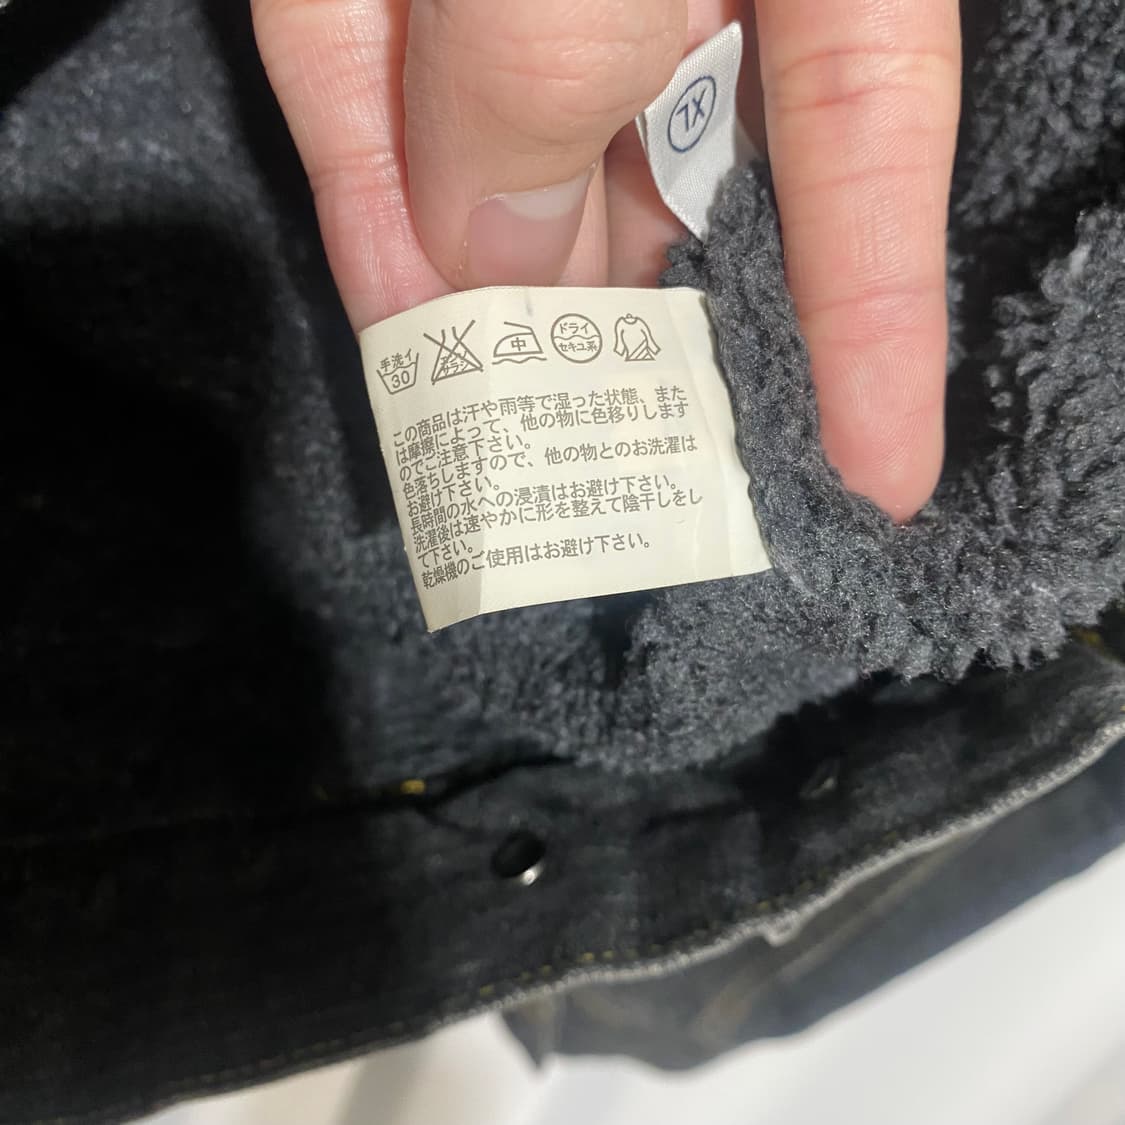 XL
手洗イ
30
エンソ
サラシ
中
ドライ
セキユ系
この商品は汗や雨等で湿った状態、また
は摩擦によって、他の物に色移りします
のでご注意下さい。
色落ちしますので、他の物とのお洗濯は
お避け下さい。
長時間の水への浸漬はお避け下さい。
洗濯後は速やかに形を整えて陰干しをし
て下さい。
乾燥機のご使用はお避け下さい。